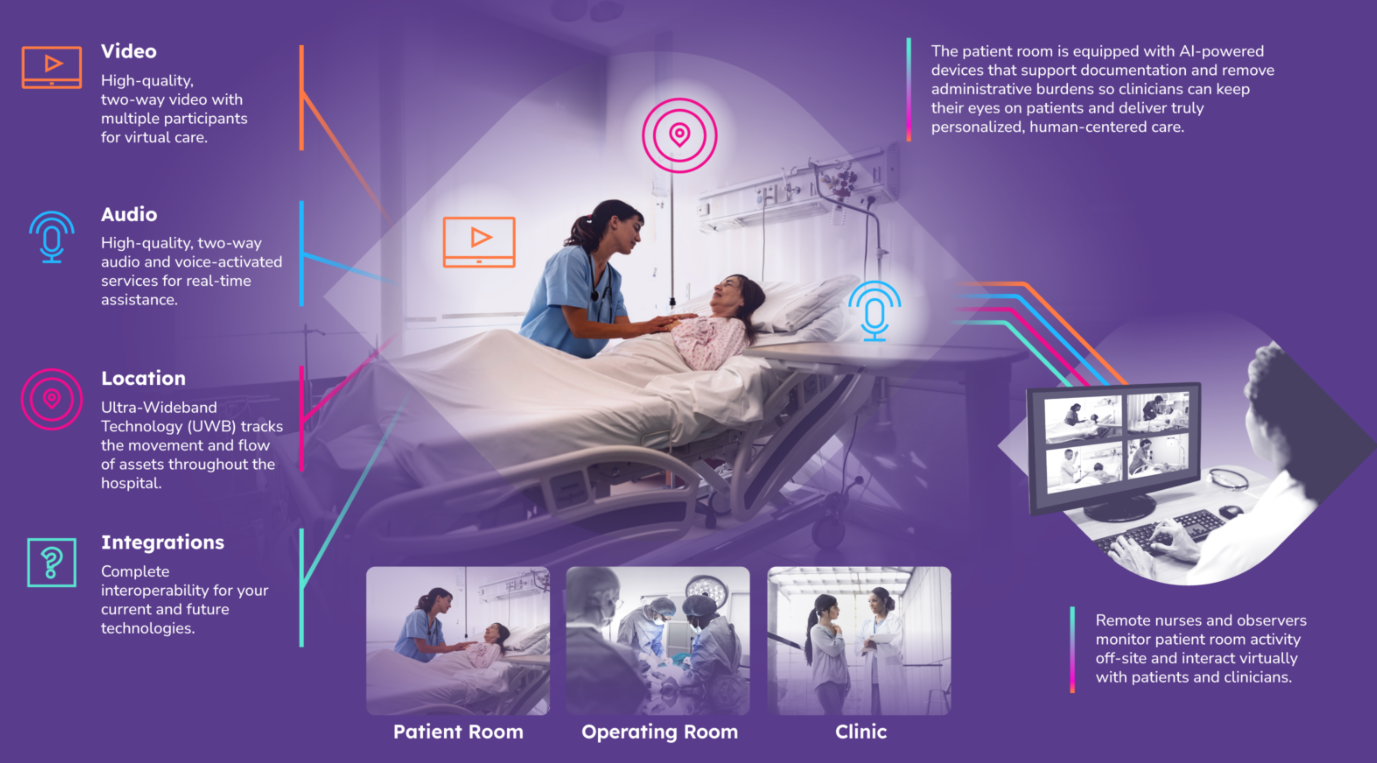 Video
High-quality,
two-way video with
multiple participants
for virtual care.
Audio
High-quality, two-way
audio and voice-activated
services for real-time
assistance.
Location
Ultra-Wideband
Technology (UWB) tracks
the movement and flow
of assets throughout the
hospital.
Integrations
Complete
interoperability for your
current and future
technologies.
The patient room is equipped with AI-powered
devices that support documentation and remove
administrative burdens so clinicians can keep
their eyes on patients and deliver truly
personalized, human-centered care.
Remote nurses and observers
monitor patient room activity
off-site and interact virtually
with patients and clinicians.
Patient Room
Operating Room
Clinic